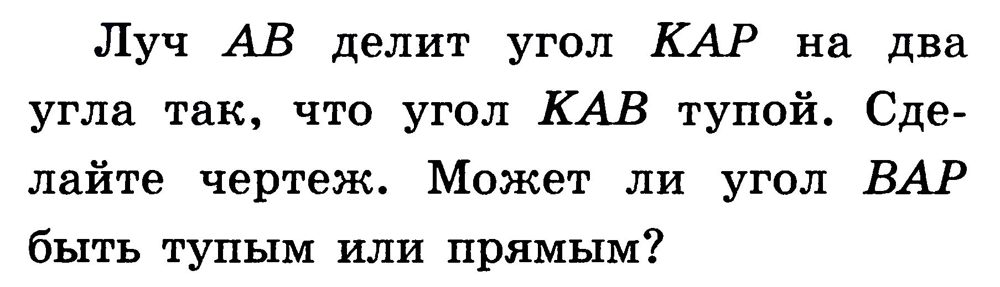 Луч AB делит угол KAP на два
угла так, что угол KAB тупой. Сде-
лайте чертеж. Может ли угол BAP
быть тупым или прямым?